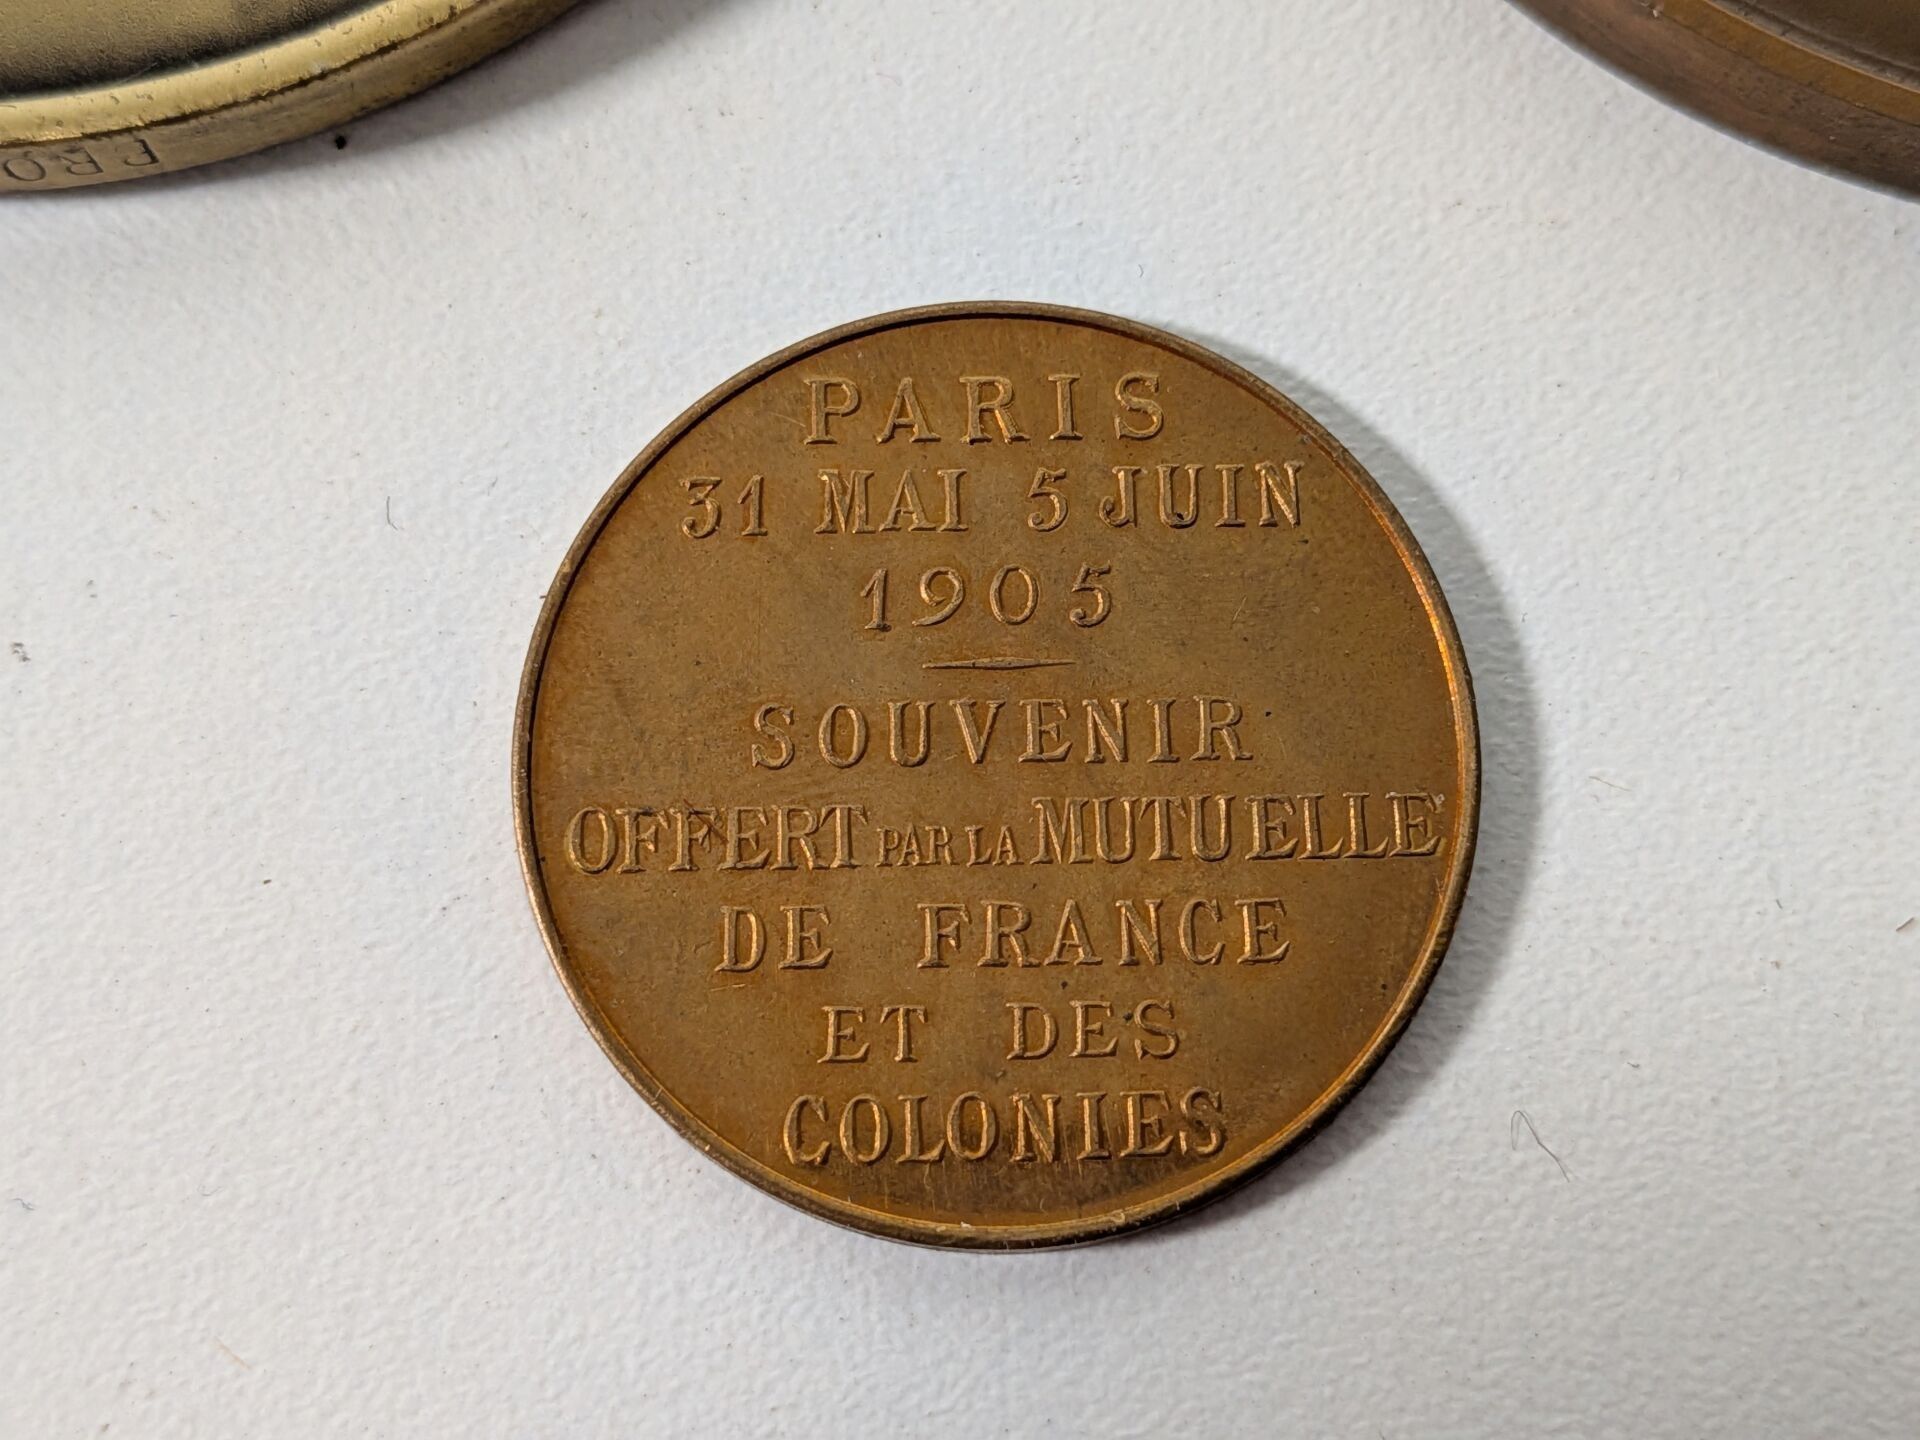 PARIS
31 MAI 5 JUIN
1905
SOUVENIR
OFFERT PAR LA MUTUELLE
DE FRANCE
ET DES
COLONIES